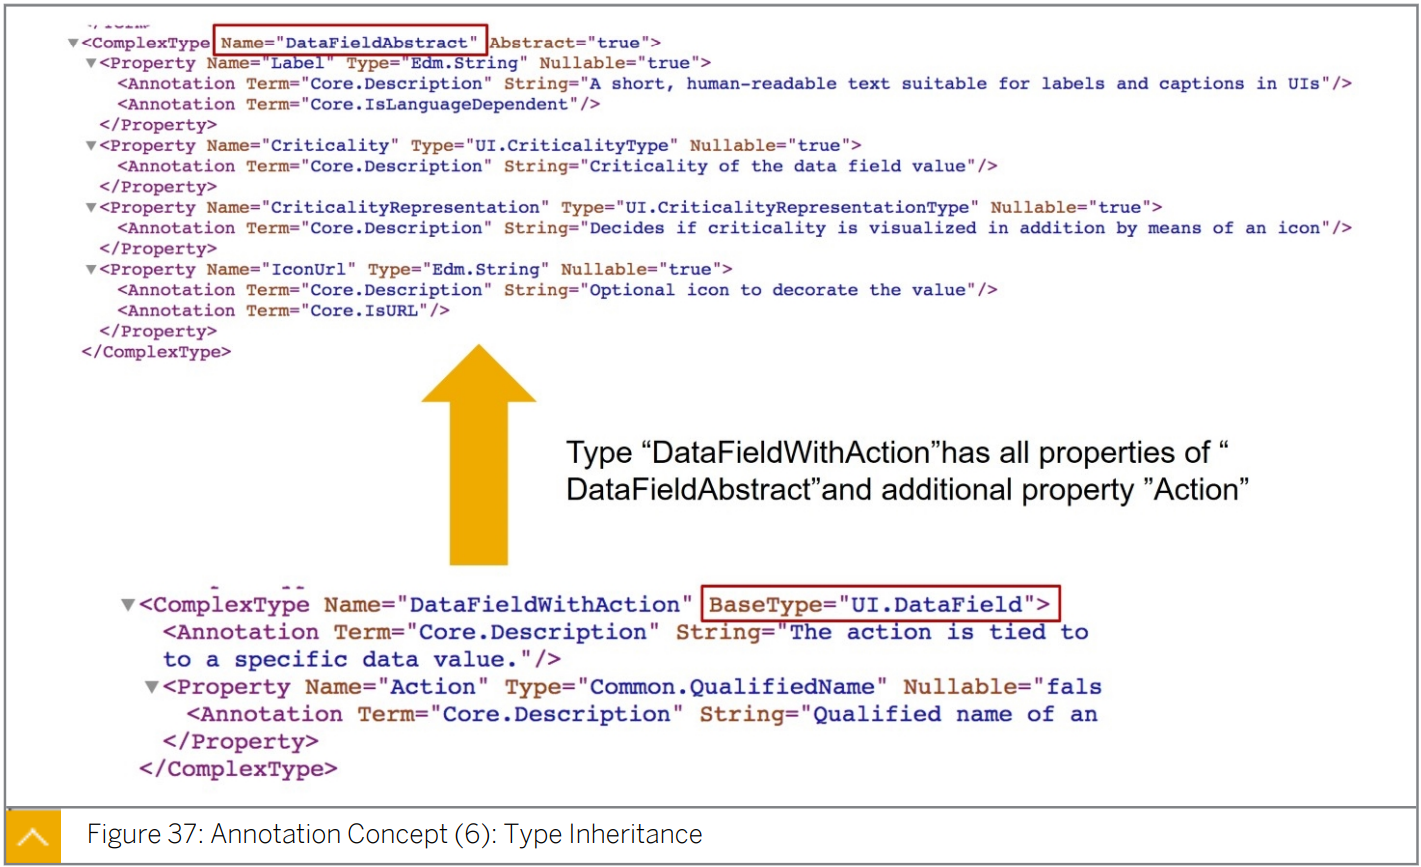 <ComplexType Name="DataFieldAbstract" Abstract="true">
<Property Name="Label" Type="Edm.String" Nullable="true">
<Annotation Term="Core.Description" String="A short, human-readable text suitable for labels and captions in UIs"/>
<Annotation Term="Core.IsLanguageDependent"/>
</Property>
<Property Name="Criticality" Type="UI.CriticalityType" Nullable="true">
<Annotation Term="Core.Description" String="Criticality of the data field value"/>
</Property>
<Property Name="CriticalityRepresentation" Type="UI.CriticalityRepresentationType" Nullable="true">
<Annotation Term="Core.Description" String="Decides if criticality is visualized in addition by means of an icon"/>
</Property>
<Property Name="IconUrl" Type="Edm.String" Nullable="true">
<Annotation Term="Core.Description" String="Optional icon to decorate the value"/>
<Annotation Term="Core.IsURL"/>
</Property>
</ComplexType>
Type “DataFieldWithAction”has all properties of “
DataFieldAbstract”and additional property ”Action”
<ComplexType Name="DataFieldWithAction" BaseType="UI.DataField">
<Annotation Term="Core.Description" String="The action is tied to
to a specific data value."/>
<Property Name="Action" Type="Common.QualifiedName" Nullable="fals
<Annotation Term="Core.Description" String="Qualified name of an
</Property>
</ComplexType>
Figure 37: Annotation Concept (6): Type Inheritance